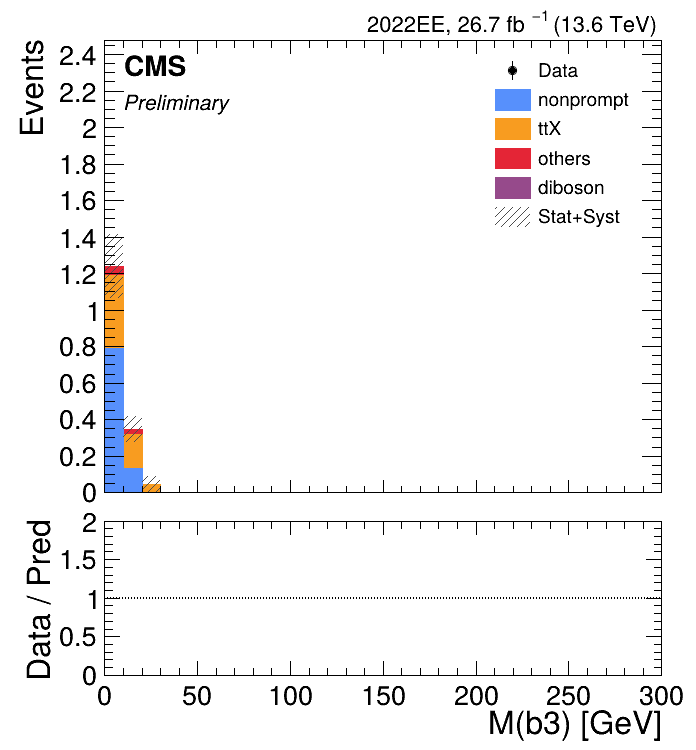 2022EE, 26.7 fb⁻¹ (13.6 TeV)
CMS
Preliminary
Data
nonprompt
ttX
others
diboson
Stat+Syst
Events
2.4
2.2
2
1.8
1.6
1.4
1.2
1
0.8
0.6
0.4
0.2
0
Data / Pred
2
1.5
1
0.5
0
0 50 100 150 200 250 300
M(b3) [GeV]